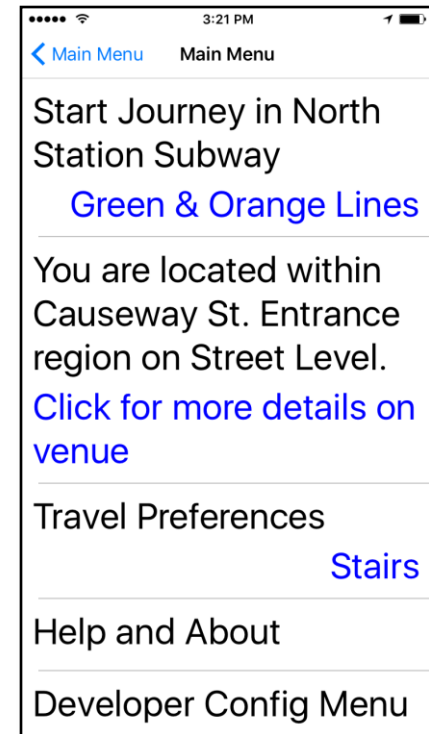 3:21 PM
Main Menu Main Menu
Start Journey in North
Station Subway
Green & Orange Lines
You are located within
Causeway St. Entrance
region on Street Level.
Click for more details on
venue
Travel Preferences
Stairs
Help and About
Developer Config Menu